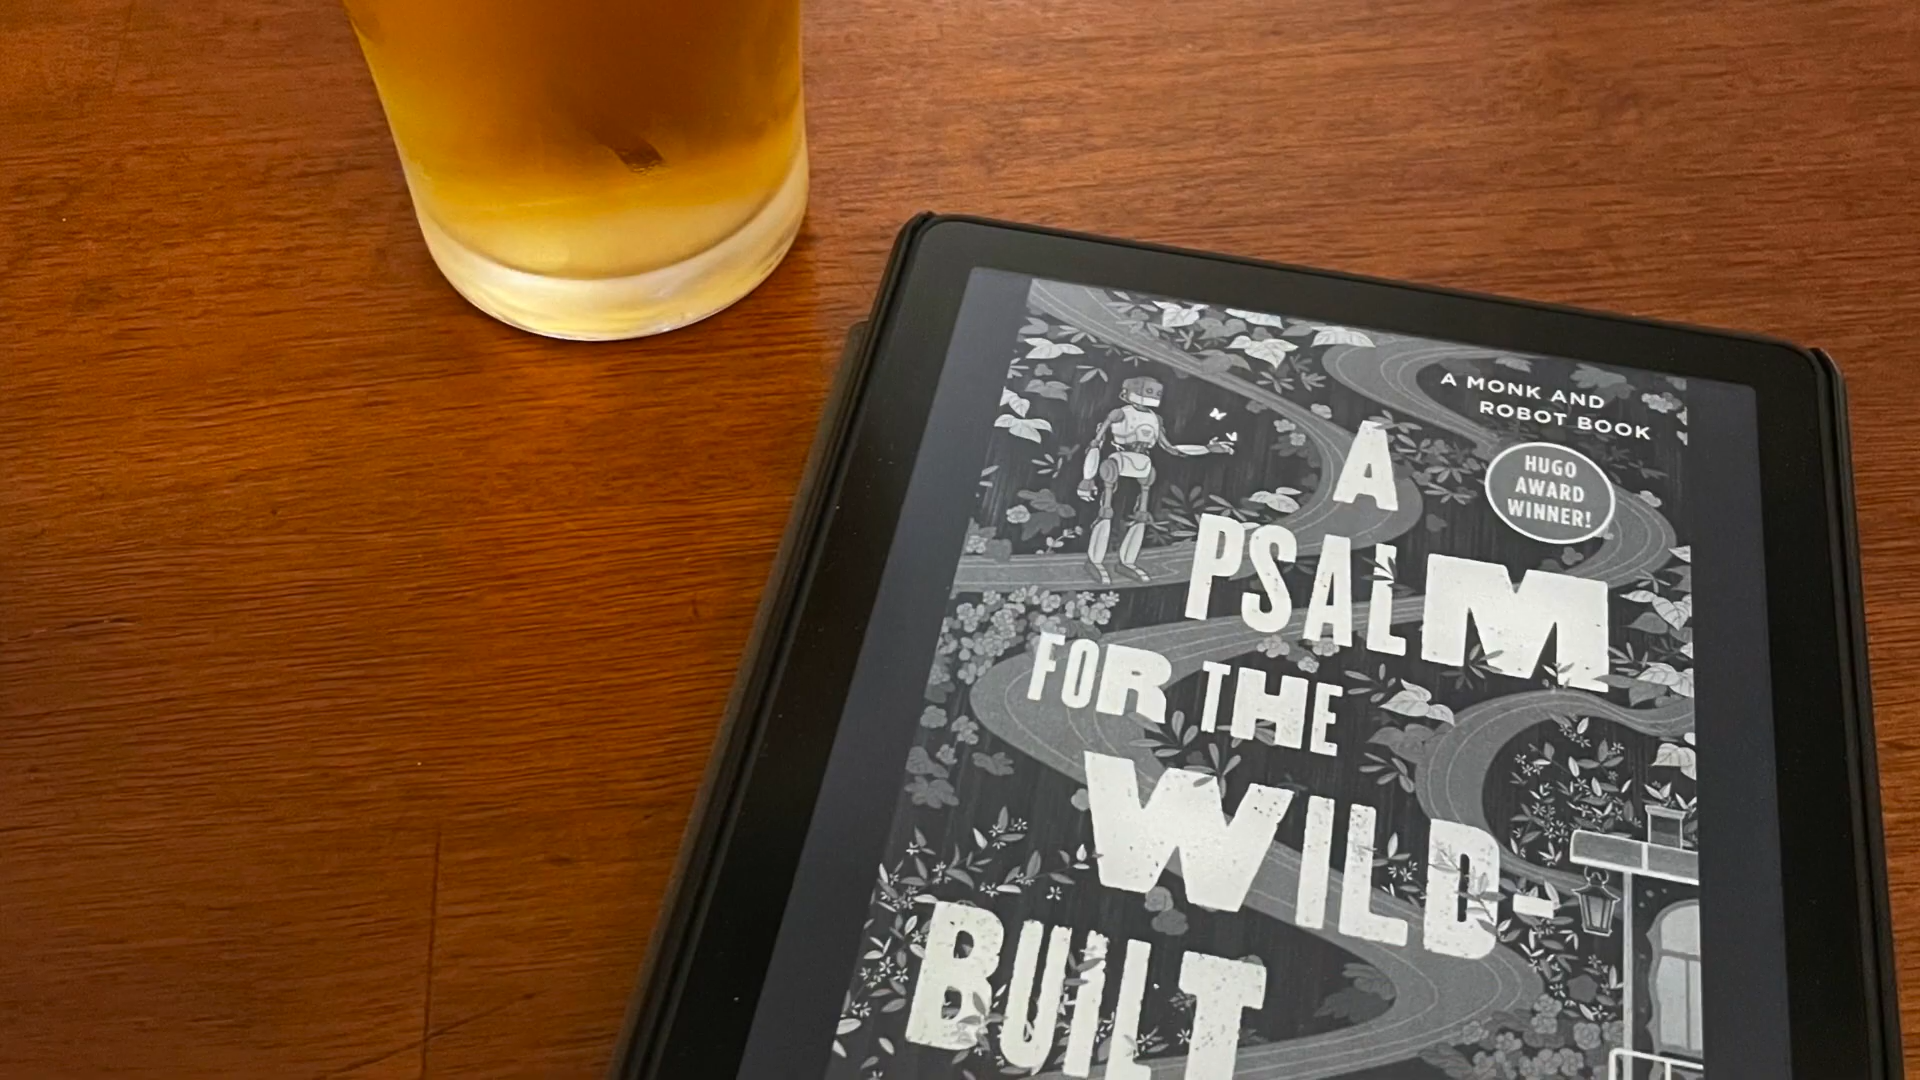 A MONK AND
ROBOT BOOK
HUGO
AWARD
WINNER!
A
PSALM
FOR THE
WILD-
BUILT